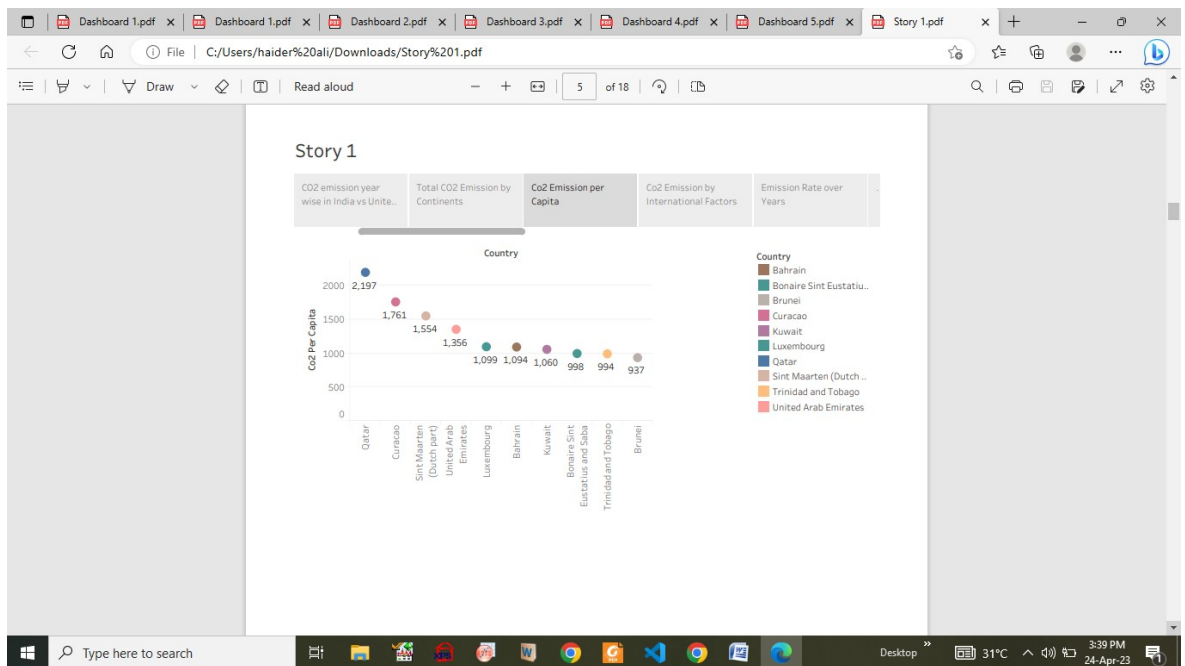 Dashboard 1.pdf
Dashboard 1.pdf
Dashboard 2.pdf
Dashboard 3.pdf
Dashboard 4.pdf
Dashboard 5.pdf
Story 1.pdf
File
C:/Users/haider%20ali/Downloads/Story%201.pdf
Draw
Read aloud
5
of 18
Story 1
CO2 emission year
wise in India vs Unite..
Total CO2 Emission by
Continents
Co2 Emission per
Capita
Co2 Emission by
International Factors
Emission Rate over
Years
Country
Co2 Per Capita
2000
1500
1000
500
0
2,197
1,761
1,554
1,356
1,099
1,094
1,060
998
994
937
Qatar
Curacao
Sint Maarten
(Dutch part)
United Arab
Emirates
Luxembourg
Bahrain
Kuwait
Bonaire Sint
Eustatius and Saba
Trinidad and Tobago
Brunei
Country
Bahrain
Bonaire Sint Eustatiu..
Brunei
Curacao
Kuwait
Luxembourg
Qatar
Sint Maarten (Dutch ..
Trinidad and Tobago
United Arab Emirates
Type here to search
Desktop
31°C
3:39 PM
24-Apr-23